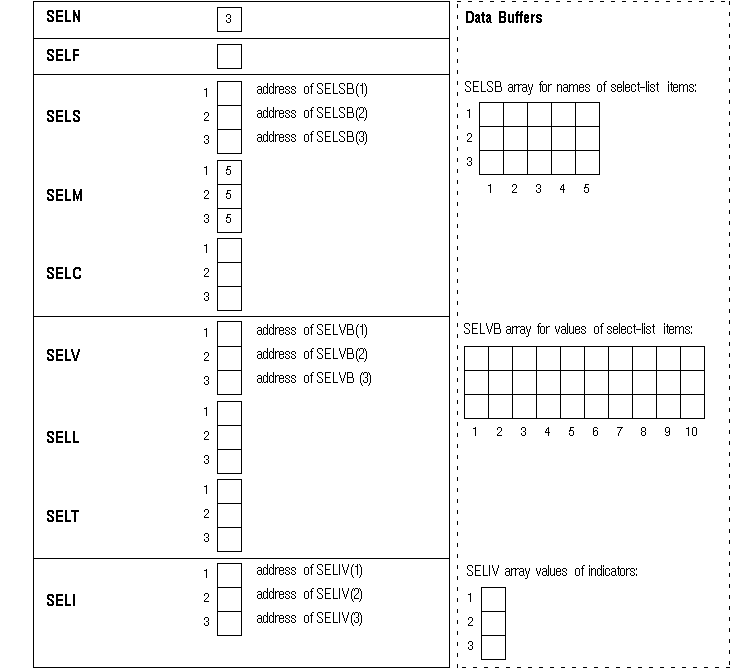 SELN
3
SELF
SELS
1 address of SELSB(1)
2 address of SELSB(2)
3 address of SELSB(3)
SELM
1 5
2 5
3 5
SELC
1
2
3
SELV
1 address of SELVB(1)
2 address of SELVB(2)
3 address of SELVB (3)
SELL
1
2
3
SELT
1
2
3
SELI
1 address of SELIV(1)
2 address of SELIV(2)
3 address of SELIV(3)
Data Buffers
SELSB array for names of select-list items:
1
2
3
1 2 3 4 5
SELVB array for values of select-list items:
1 2 3 4 5 6 7 8 9 10
SELIV array values of indicators:
1
2
3